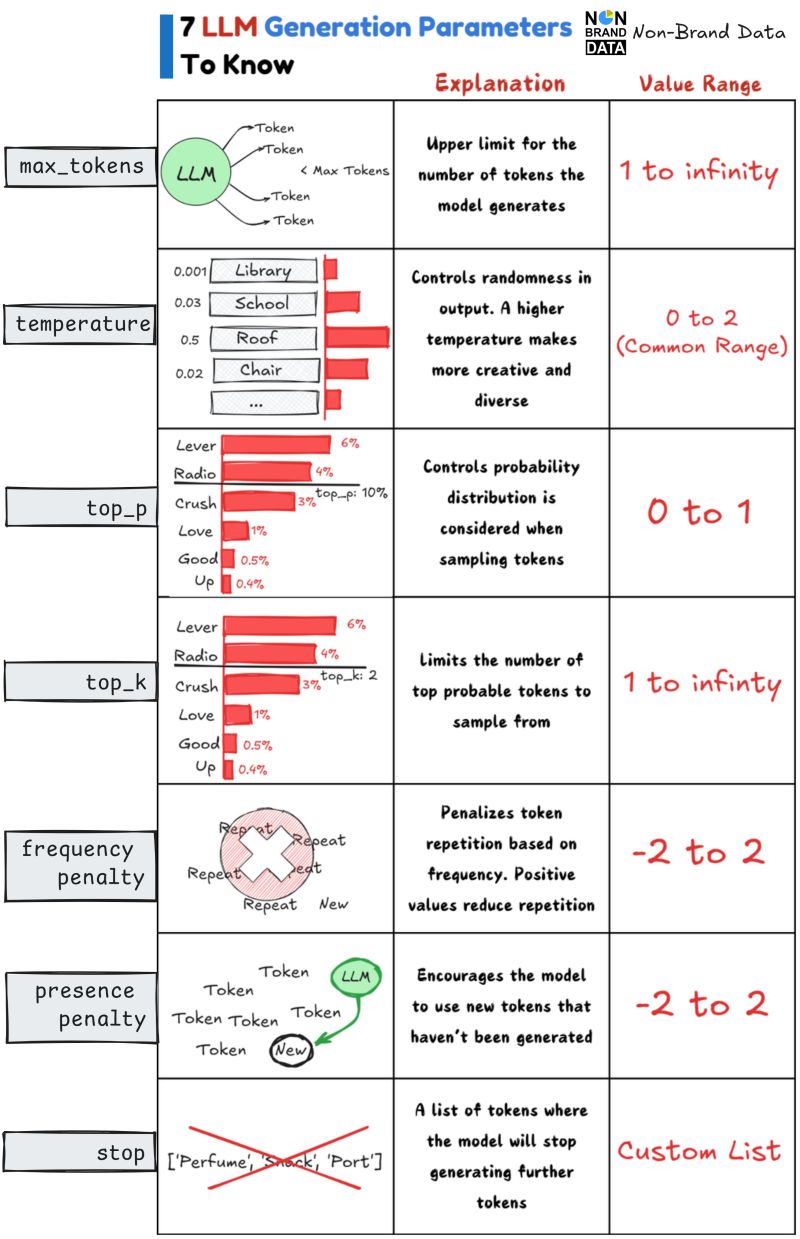 7 LLM Generation Parameters
To Know
NON
BRAND
DATA
Non-Brand Data
Explanation
Value Range
max_tokens
LLM
Token
Token
< Max Tokens
Token
Token
Upper limit for the
number of tokens the
model generates
1 to infinity
temperature
0.001 Library
0.03 School
0.5 Roof
0.02 Chair
...
Controls randomness in
output. A higher
temperature makes
more creative and
diverse
0 to 2
(Common Range)
top_p
Lever 6%
Radio 4%
top_p: 10%
Crush 3%
Love 1%
Good 0.5%
Up 0.4%
Controls probability
distribution is
considered when
sampling tokens
0 to 1
top_k
Lever 6%
Radio 4%
top_k: 2
Crush 3%
Love 1%
Good 0.5%
Up 0.4%
Limits the number of
top probable tokens to
sample from
1 to infinty
frequency
penalty
Repeat
Repeat
Repeat
eat
Repeat New
Penalizes token
repetition based on
frequency. Positive
values reduce repetition
-2 to 2
presence
penalty
Token LLM
Token
Token Token Token
Token New
Encourages the model
to use new tokens that
haven't been generated
-2 to 2
stop
['Perfume', 'Snack', 'Port']
A list of tokens where
the model will stop
generating further
tokens
Custom List